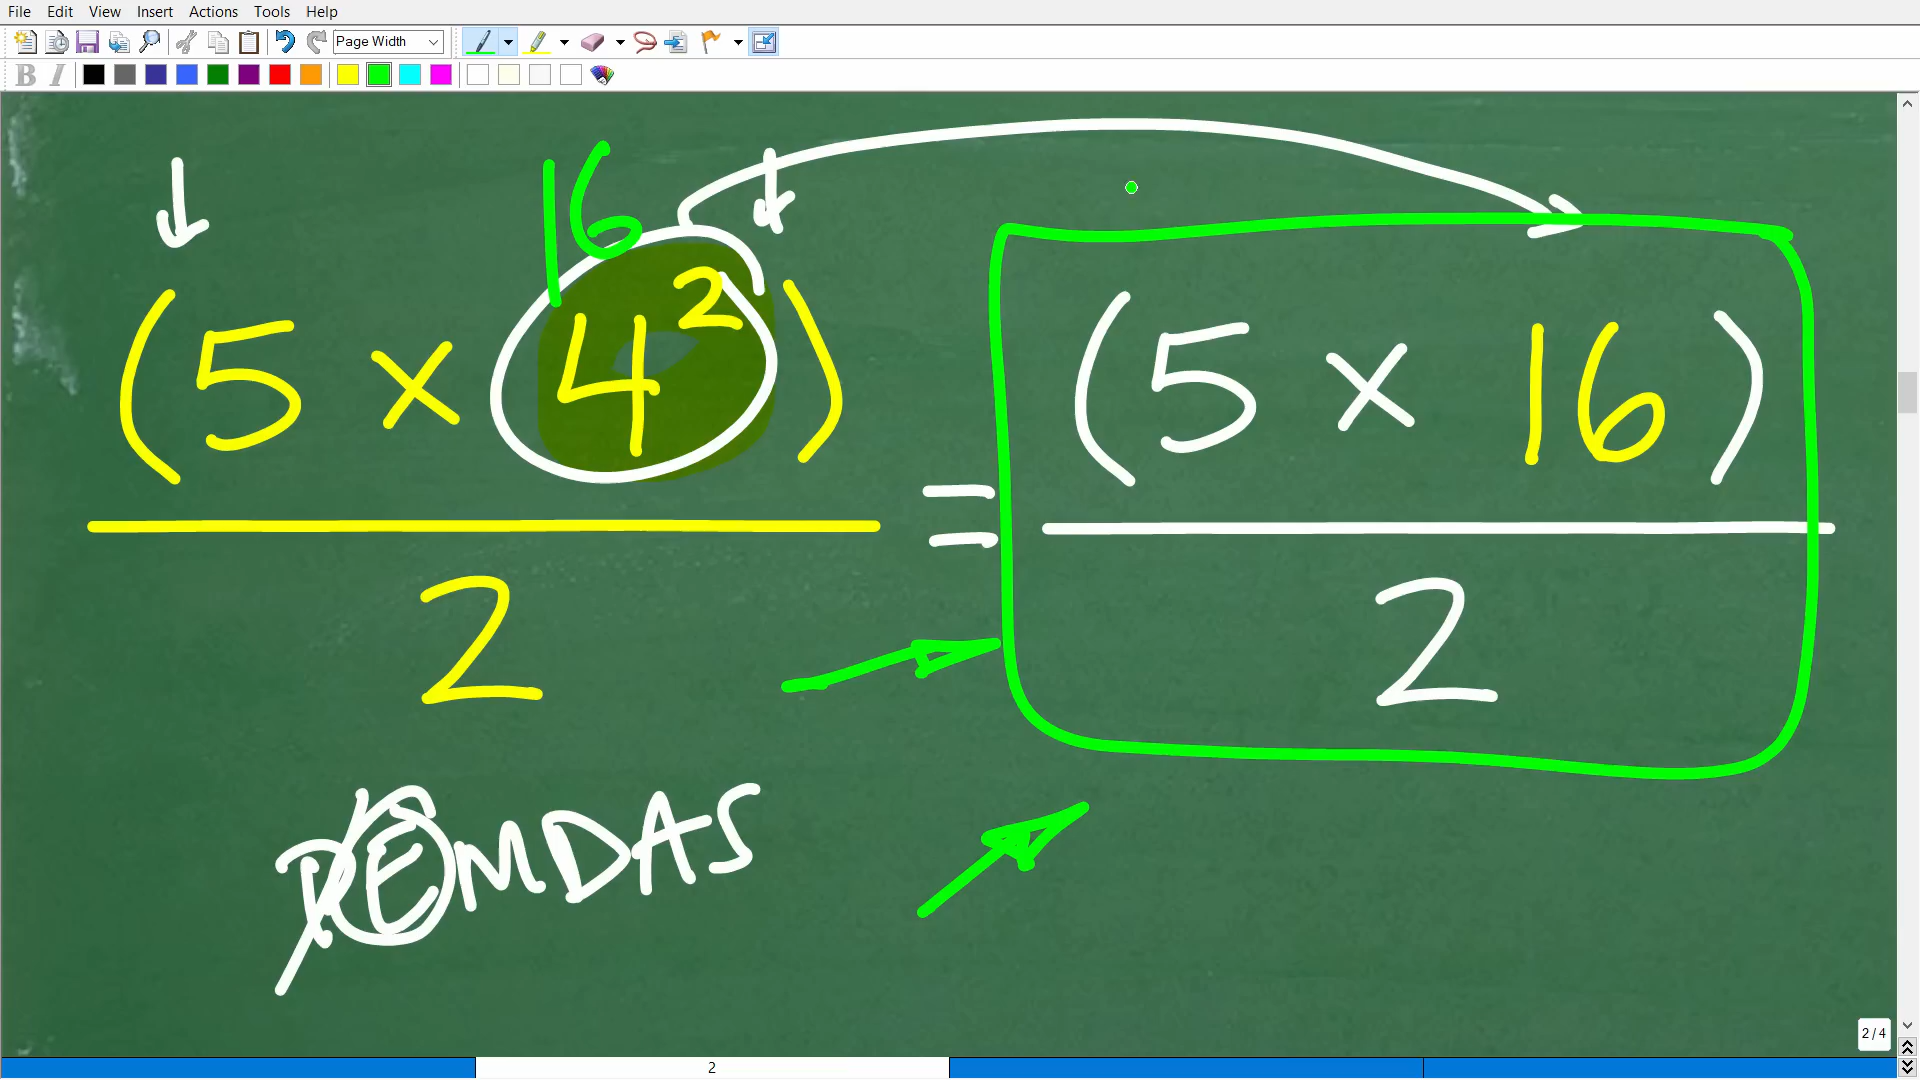 File Edit View Insert Actions Tools Help
Page Width
B I
16
(5 × 4²)
2
=
(5 × 16)
2
PEMDAS
2 / 4
2